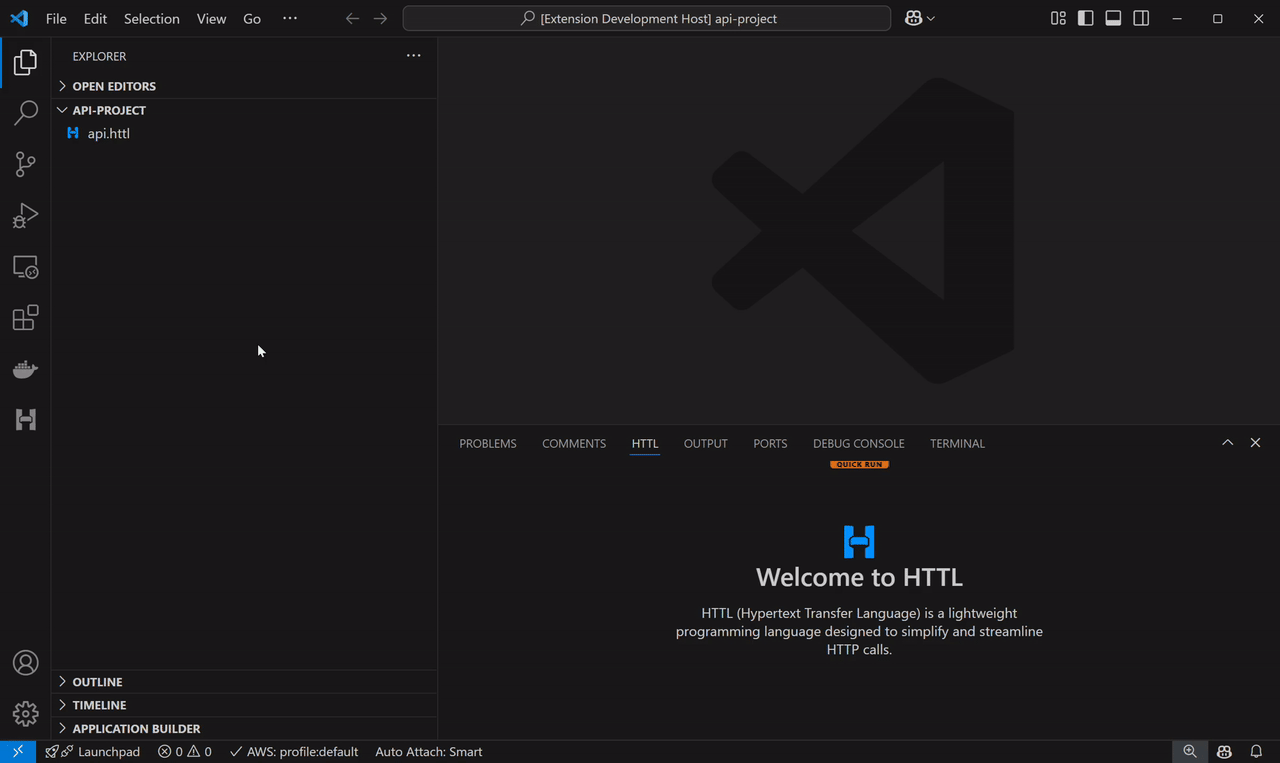 File Edit Selection View Go ···
[Extension Development Host] api-project
EXPLORER
OPEN EDITORS
API-PROJECT
api.httl
PROBLEMS COMMENTS HTTL OUTPUT PORTS DEBUG CONSOLE TERMINAL
QUICK RUN
Welcome to HTTL
HTTL (Hypertext Transfer Language) is a lightweight
programming language designed to simplify and streamline
HTTP calls.
OUTLINE
TIMELINE
APPLICATION BUILDER
Launchpad 0 0 AWS: profile:default Auto Attach: Smart